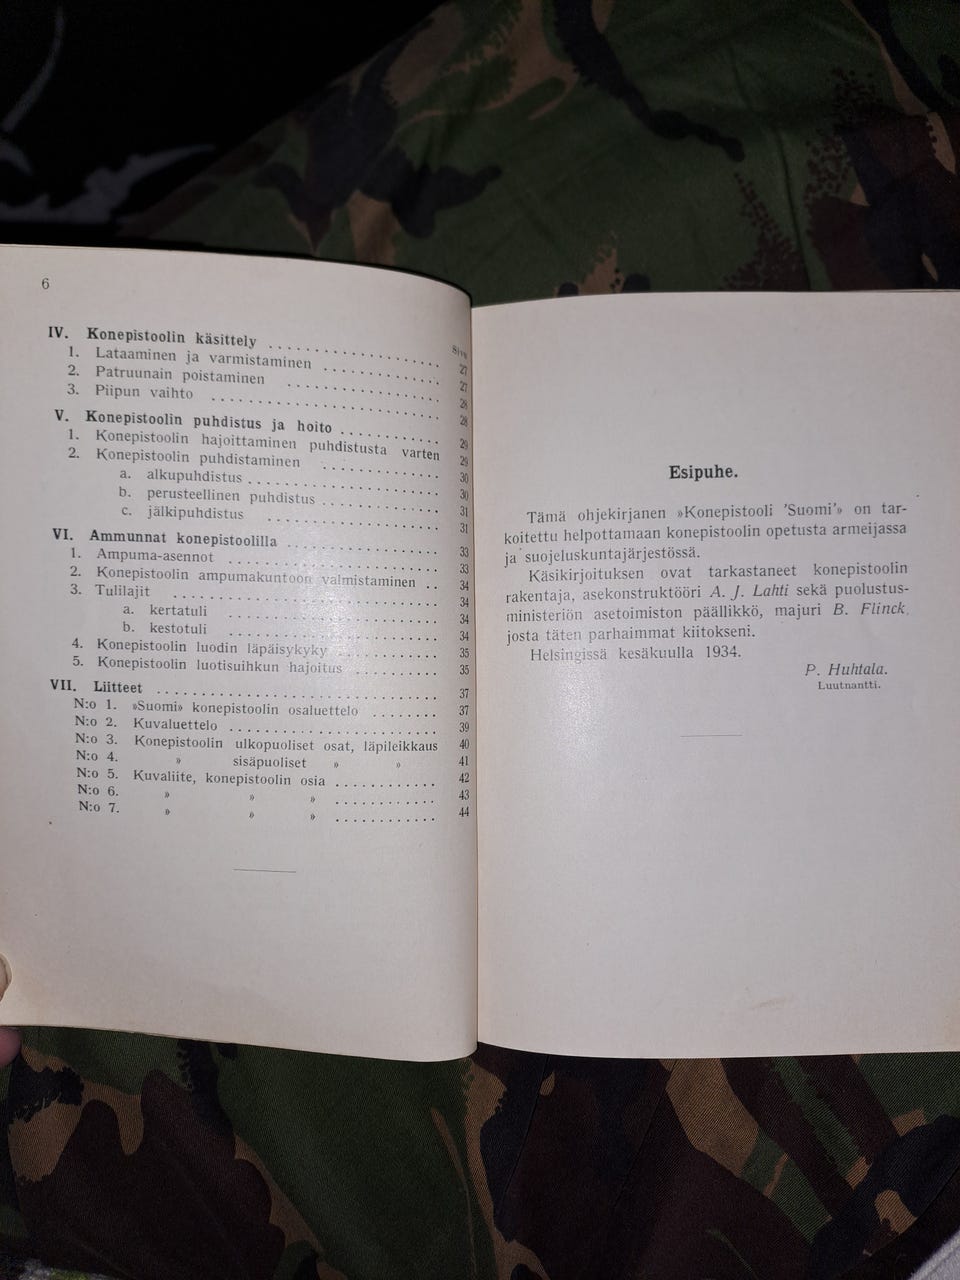 6
Sivu
IV. Konepistoolin käsittely . . . . . . . . . . . . . . . . . 27
1. Lataaminen ja varmistaminen . . . . . . . . . . . . 27
2. Patruunain poistaminen . . . . . . . . . . . . . . . 28
3. Piipun vaihto . . . . . . . . . . . . . . . . . . . . . 28
V. Konepistoolin puhdistus ja hoito . . . . . . . . . . . 29
1. Konepistoolin hajoittaminen puhdistusta varten 29
2. Konepistoolin puhdistaminen . . . . . . . . . . . . 30
a. alkupuhdistus . . . . . . . . . . . . . . . . . . 30
b. perusteellinen puhdistus . . . . . . . . . . . . 31
c. jälkipuhdistus . . . . . . . . . . . . . . . . . 31
VI. Ammunnat konepistoolilla . . . . . . . . . . . . . . . 33
1. Ampuma-asennot . . . . . . . . . . . . . . . . . . . 33
2. Konepistoolin ampumakuntoon valmistaminen . . 34
3. Tulilajit . . . . . . . . . . . . . . . . . . . . . . . . 34
a. kertatuli . . . . . . . . . . . . . . . . . . . . 34
b. kestotuli . . . . . . . . . . . . . . . . . . . . 34
4. Konepistoolin luodin läpäisykyky . . . . . . . . . . 35
5. Konepistoolin luotisuihkun hajoitus . . . . . . . . 35
VII. Liitteet . . . . . . . . . . . . . . . . . . . . . . . . . . 37
N:o 1. »Suomi» konepistoolin osaluettelo . . . . . . . . 37
N:o 2. Kuvaluettelo . . . . . . . . . . . . . . . . . . . . 39
N:o 3. Konepistoolin ulkopuoliset osat, läpileikkaus 40
N:o 4. » sisäpuoliset » » 41
N:o 5. Kuvaliite, konepistoolin osia . . . . . . . . . . . 42
N:o 6. » » » . . . . . . . . . . . 43
N:o 7. » » » . . . . . . . . . . . 44
Esipuhe.
Tämä ohjekirjanen »Konepistooli 'Suomi'» on tar-
koitettu helpottamaan konepistoolin opetusta armeijassa
ja suojeluskuntajärjestössä.
Käsikirjoituksen ovat tarkastaneet konepistoolin
rakentaja, asekonstruktööri A. J. Lahti sekä puolustus-
ministeriön asetoimiston päällikkö, majuri B. Flinck,
josta täten parhaimmat kiitokseni.
Helsingissä kesäkuulla 1934.
P. Huhtala.
Luutnantti.